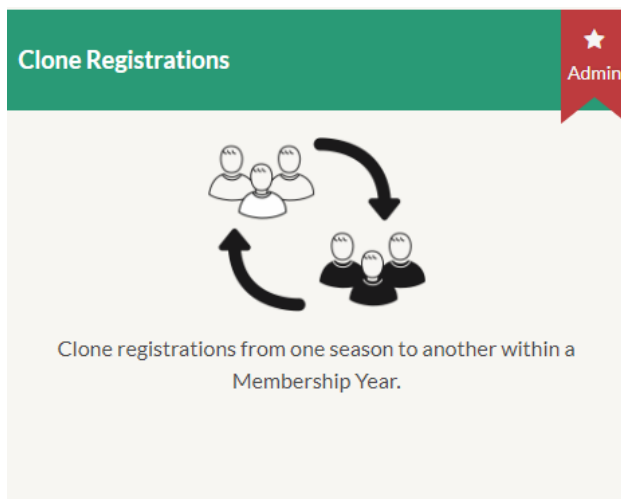 Clone Registrations
Admin
Clone registrations from one season to another within a
Membership Year.